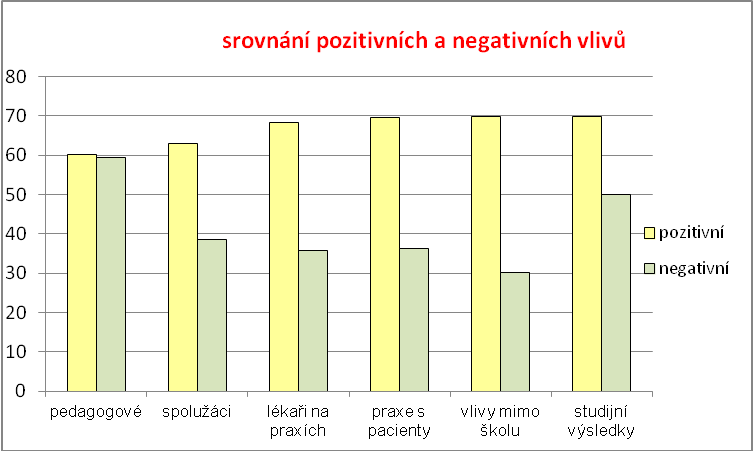 srovnání pozitivních a negativních vlivů
80
70
60
50
40
30
20
10
0
pozitivní
negativní
pedagogové
spolužáci
lékaři na
praxích
praxe s
pacienty
vlivy mimo
školu
studijní
výsledky